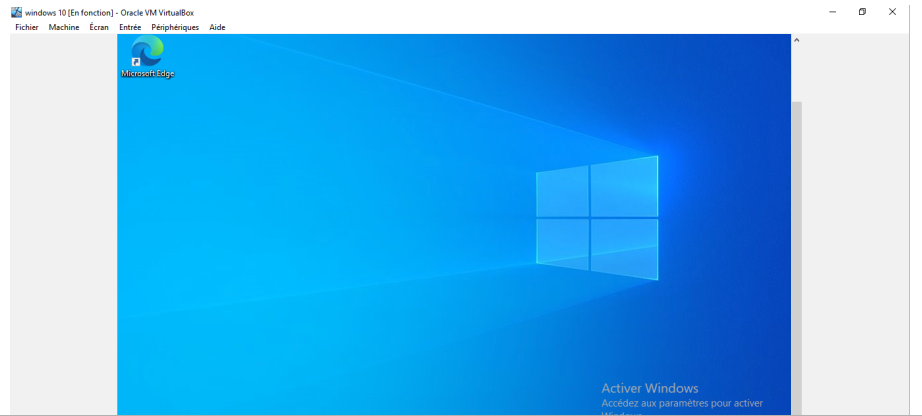 windows 10 [En fonction] - Oracle VM VirtualBox
Fichier Machine Écran Entrée Périphériques Aide
Microsoft Edge
Activer Windows
Accédez aux paramètres pour activer
Windows